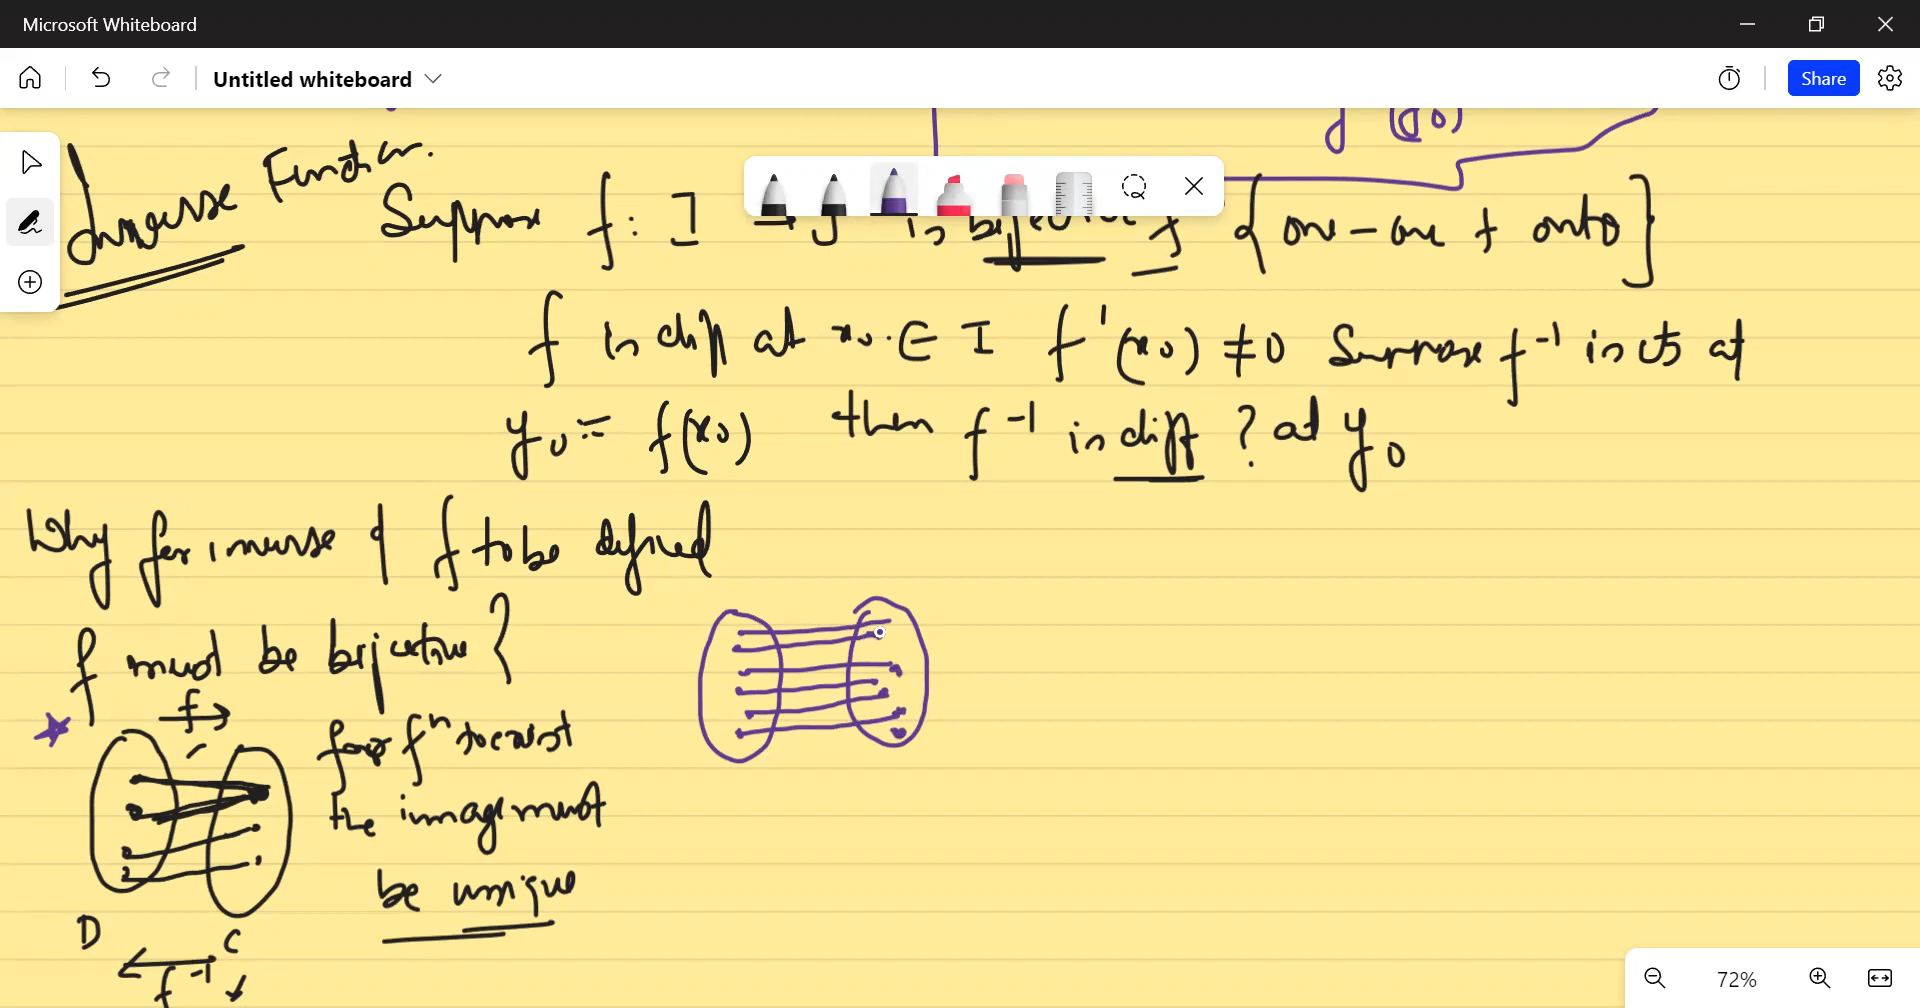 Microsoft Whiteboard
Untitled whiteboard
Share
Inverse Function.
Suppose f: I → J is bijective f {one-one + onto}
f is diff at x₀ ∈ I f'(x₀) ≠ 0 Suppose f⁻¹ is cts at
y₀ = f(x₀) then f⁻¹ is diff ? at y₀
Why for inverse of f to be defined
f must be bijective ?
f →
for fⁿ to exist
the image must
be unique
D C
f⁻¹
72%